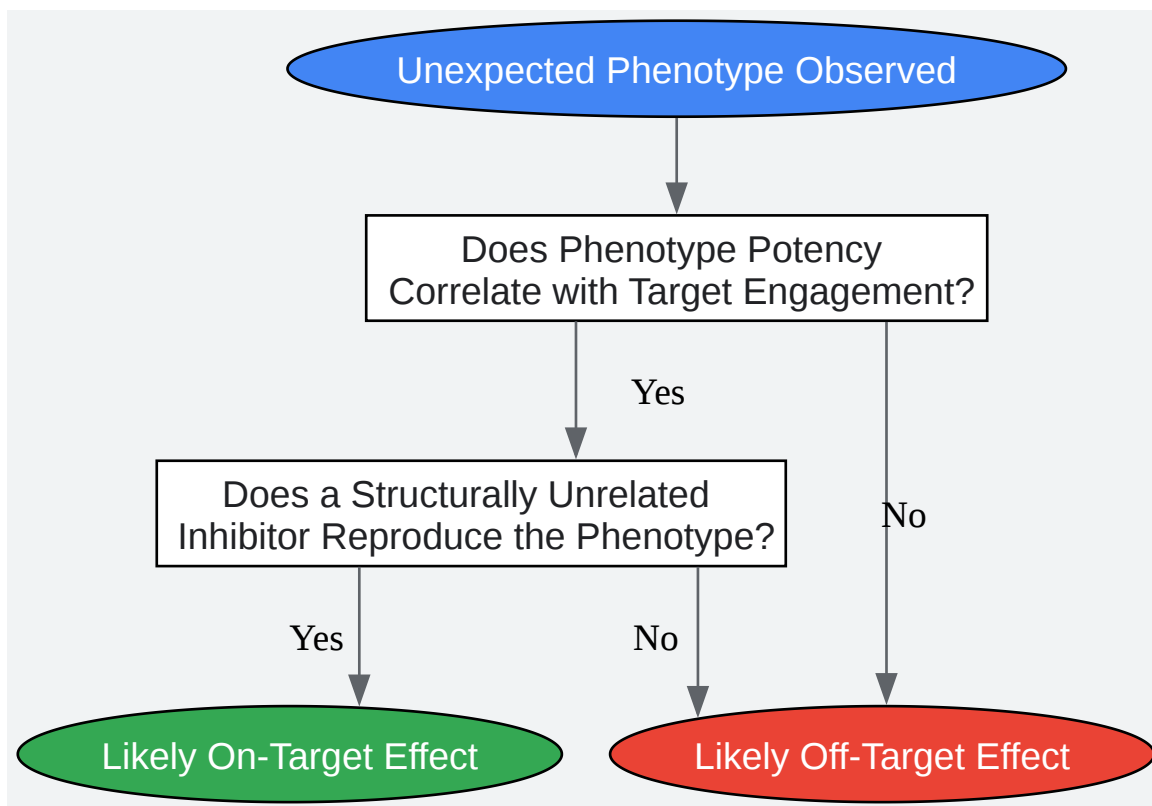 Unexpected Phenotype Observed
Does Phenotype Potency
Correlate with Target Engagement?
Yes
No
Does a Structurally Unrelated
Inhibitor Reproduce the Phenotype?
Yes
No
Likely On-Target Effect
Likely Off-Target Effect